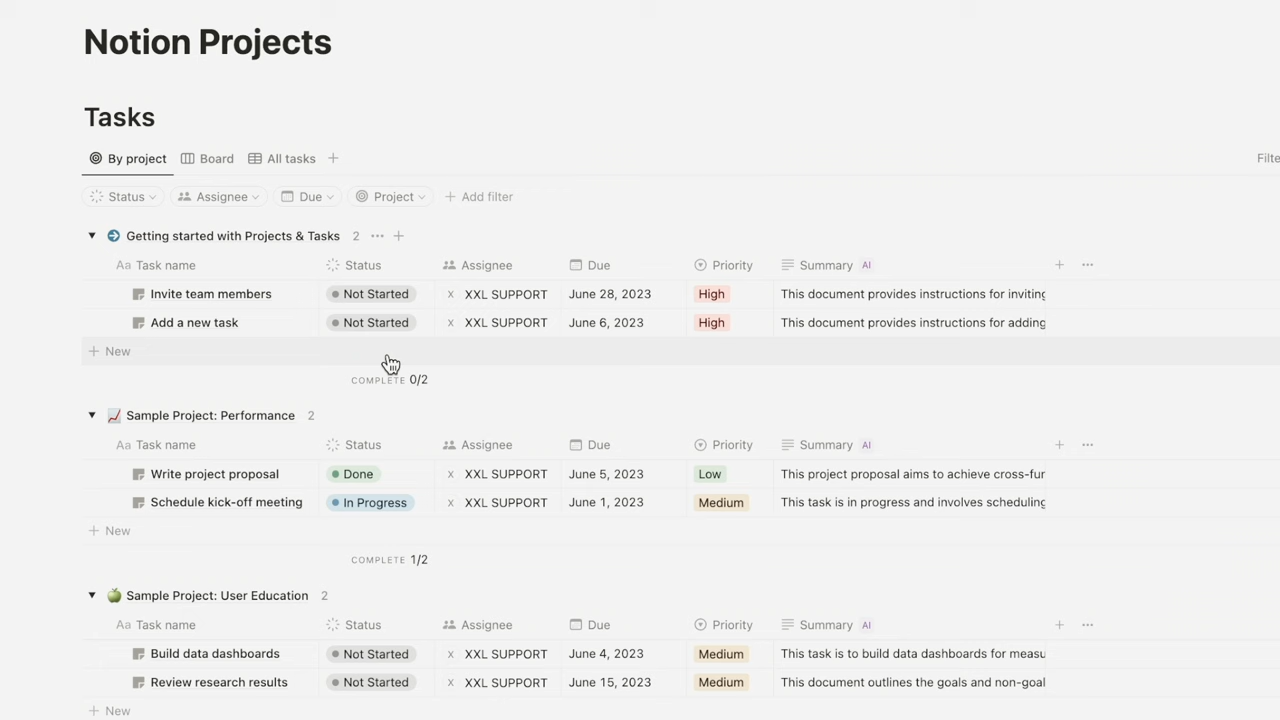 Notion Projects
Tasks
By project Board All tasks
Status Assignee Due Project Add filter
Getting started with Projects & Tasks 2
Aa Task name Status Assignee Due Priority Summary AI
Invite team members Not Started X XXL SUPPORT June 28, 2023 High This document provides instructions for inviting
Add a new task Not Started X XXL SUPPORT June 6, 2023 High This document provides instructions for adding
+ New
COMPLETE 0/2
Sample Project: Performance 2
Aa Task name Status Assignee Due Priority Summary AI
Write project proposal Done X XXL SUPPORT June 5, 2023 Low This project proposal aims to achieve cross-fur
Schedule kick-off meeting In Progress X XXL SUPPORT June 1, 2023 Medium This task is in progress and involves scheduling
+ New
COMPLETE 1/2
Sample Project: User Education 2
Aa Task name Status Assignee Due Priority Summary AI
Build data dashboards Not Started X XXL SUPPORT June 4, 2023 Medium This task is to build data dashboards for measu
Review research results Not Started X XXL SUPPORT June 15, 2023 Medium This document outlines the goals and non-goal
+ New